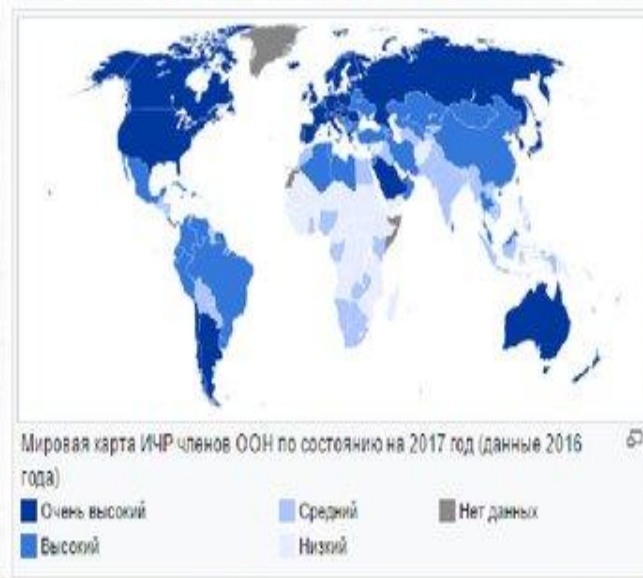 Мировая карта ИЧР членов ООН по состоянию на 2017 год (данные 2016
года)
Очень высокий
Средний
Нет данных
Высокий
Низкий